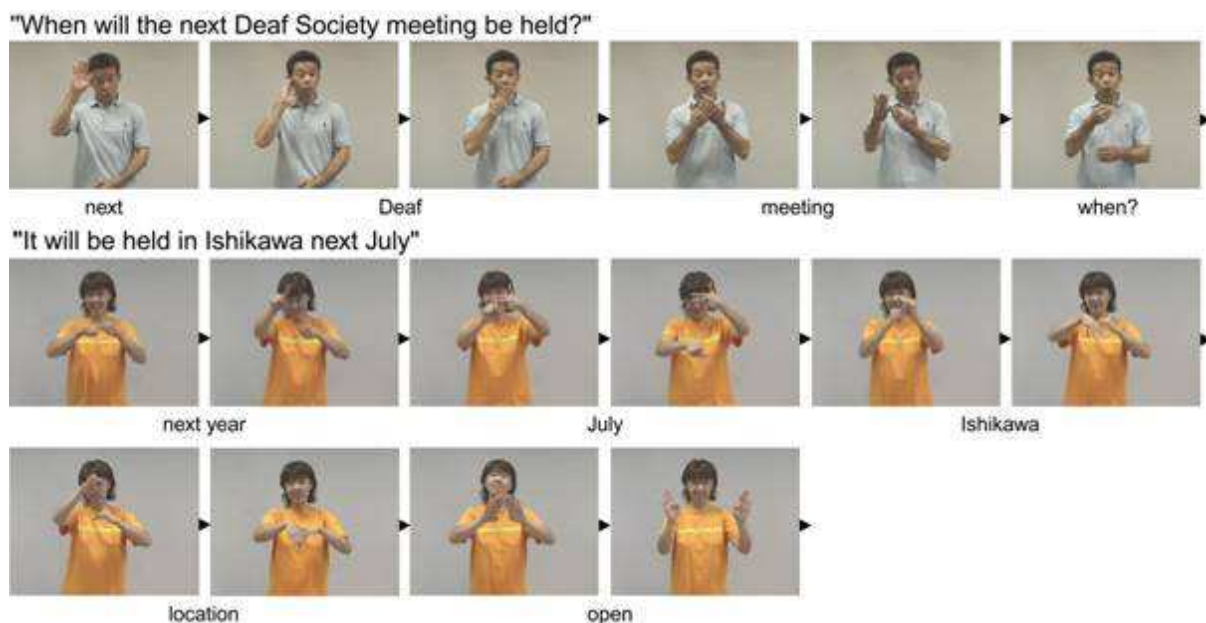 "When will the next Deaf Society meeting be held?"
next Deaf meeting when?
"It will be held in Ishikawa next July"
next year July Ishikawa
location open